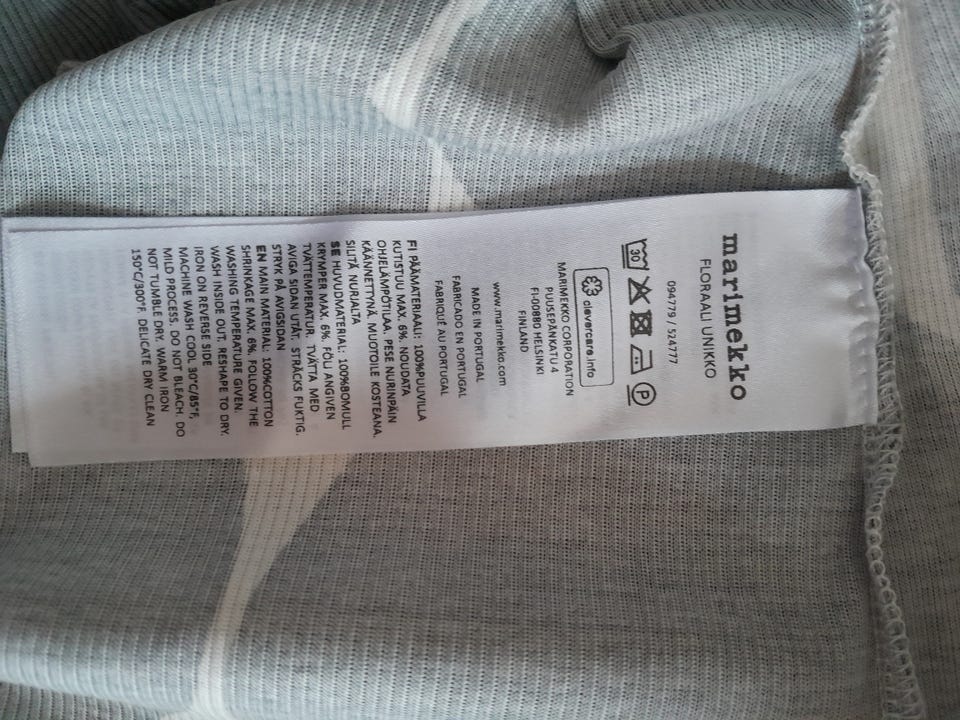 marimekko
FLORAALI UNIKKO
094779 / 524777
30
P
clevercare.info
MARIMEKKO CORPORATION
PUUSEPÄNKATU 4
FI-00880 HELSINKI
FINLAND
www.marimekko.com
MADE IN PORTUGAL
FABRICADO EN PORTUGAL
FABRIQUÉ AU PORTUGAL
FI PÄÄMATERIAALI: 100%PUUVILLA
KUTISTUU MAX. 6%. NOUDATA
OHJELÄMPÖTILAA. PESE NURINPÄIN
KÄÄNNETTYNÄ. MUOTOILE KOSTEANA.
SILITÄ NURJALTA
SE HUVUDMATERIAL: 100%BOMULL
KRYMPER MAX. 6%. FÖLJ ANGIVEN
TVÄTTEMPERATUR. TVÄTTA MED
AVIGA SIDAN UTÅT. STRÄCKS FUKTIG.
STRYK PÅ AVIGSIDAN
EN MAIN MATERIAL: 100%COTTON
SHRINKAGE MAX. 6%. FOLLOW THE
WASHING TEMPERATURE GIVEN.
WASH INSIDE OUT. RESHAPE TO DRY.
IRON ON REVERSE SIDE
MACHINE WASH COOL 30°C/85°F,
MILD PROCESS. DO NOT BLEACH. DO
NOT TUMBLE DRY. WARM IRON
150°C/300°F. DELICATE DRY CLEAN